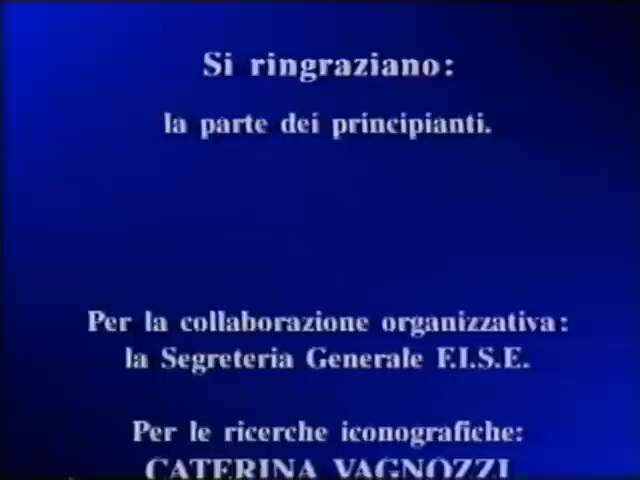 Si ringraziano:
la parte dei principianti.
Per la collaborazione organizzativa:
la Segreteria Generale F.I.S.E.
Per le ricerche iconografiche:
CATERINA VAGNOZZI